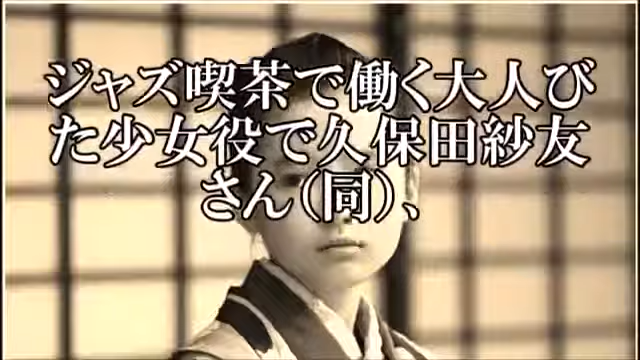 ジャズ喫茶で働く大人び
た少女役で久保田紗友
さん(同)、